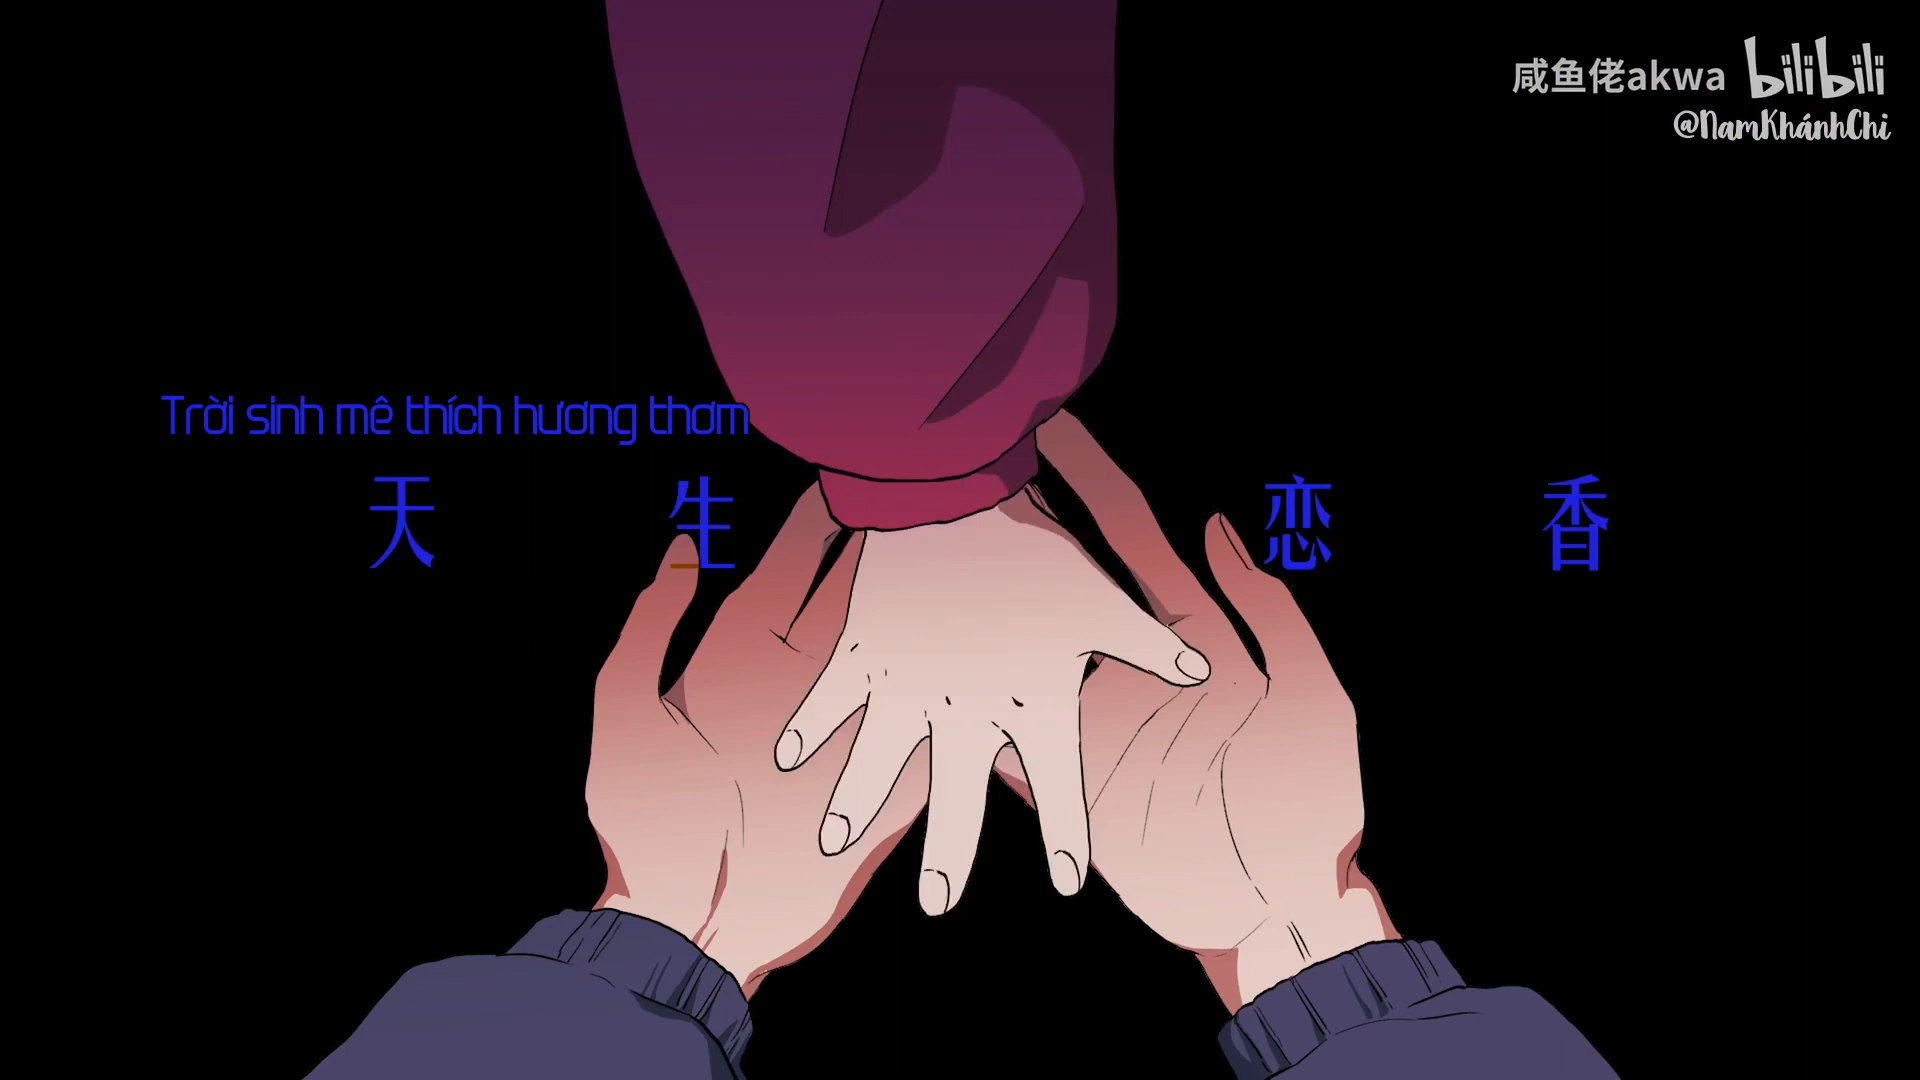 咸鱼佬akwa bilibili
@NamKhánhChi
Trời sinh mê thích hương thơm
天 生 恋 香